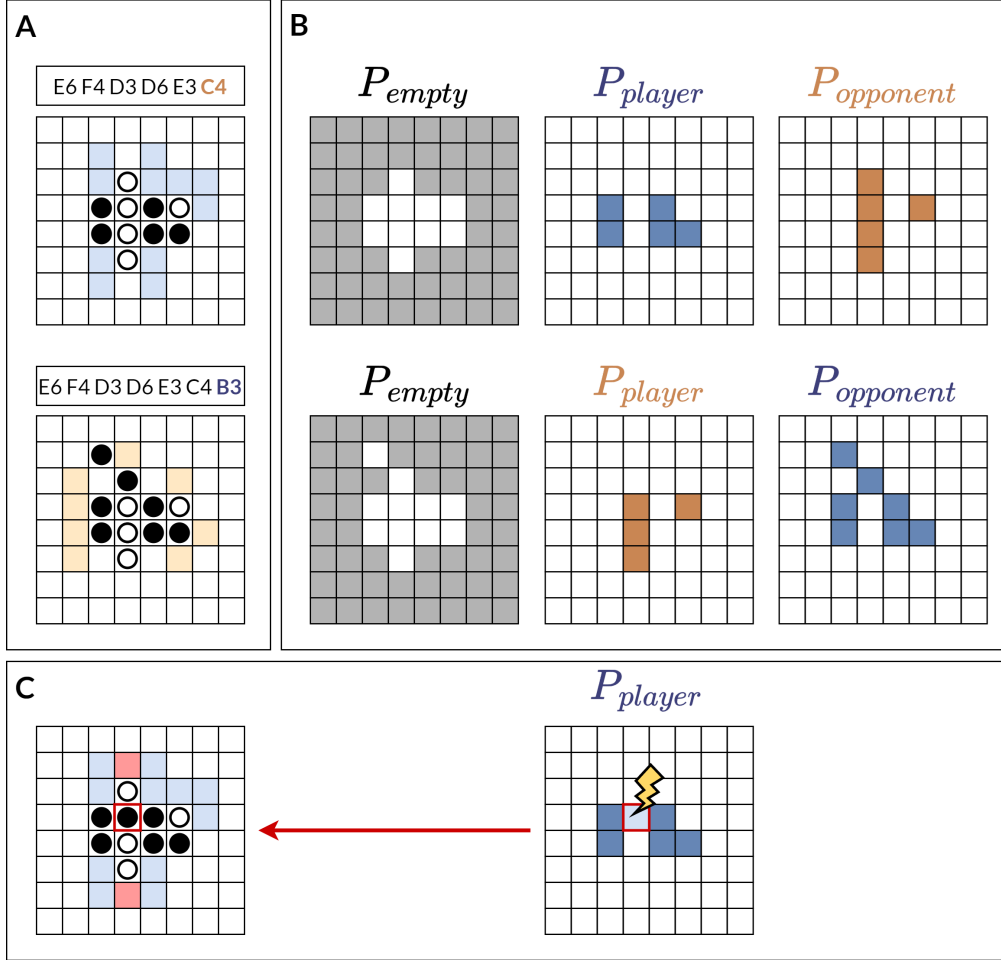 A
E6 F4 D3 D6 E3 C4
E6 F4 D3 D6 E3 C4 B3
B
P_empty P_player P_opponent
P_empty P_player P_opponent
C
P_player